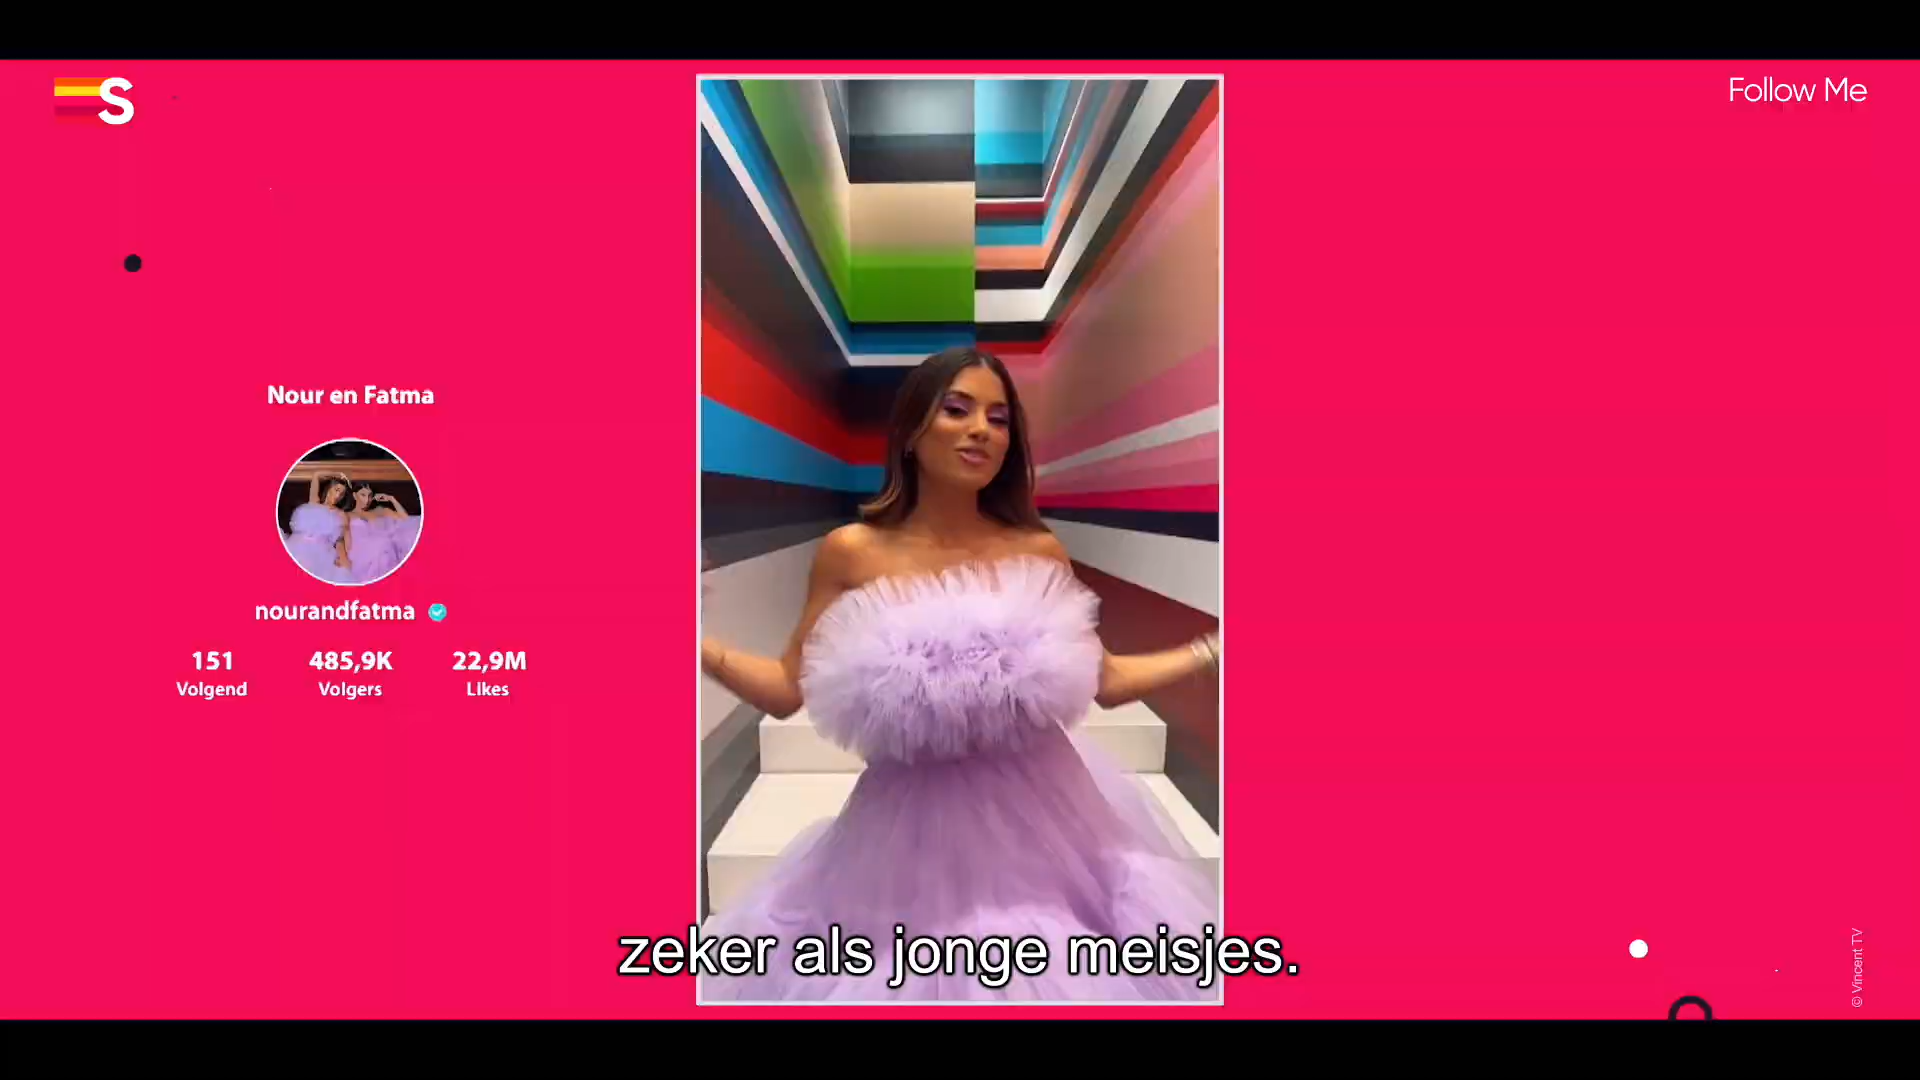 S
Follow Me
Nour en Fatma
nourandfatma
151 485,9K 22,9M
Volgend Volgers Likes
zeker als jonge meisjes.
© Vincent TV